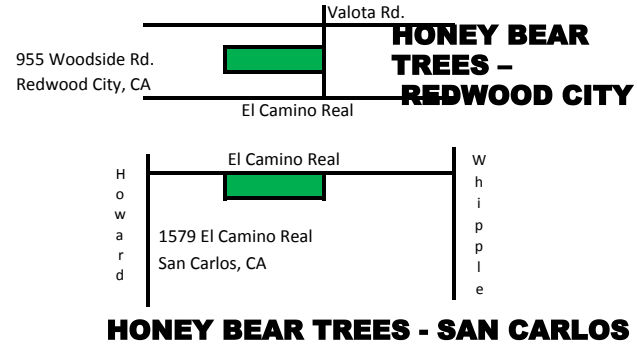 Valota Rd.
HONEY BEAR
TREES –
REDWOOD CITY
955 Woodside Rd.
Redwood City, CA
El Camino Real
El Camino Real
Howard
Whipple
1579 El Camino Real
San Carlos, CA
HONEY BEAR TREES - SAN CARLOS